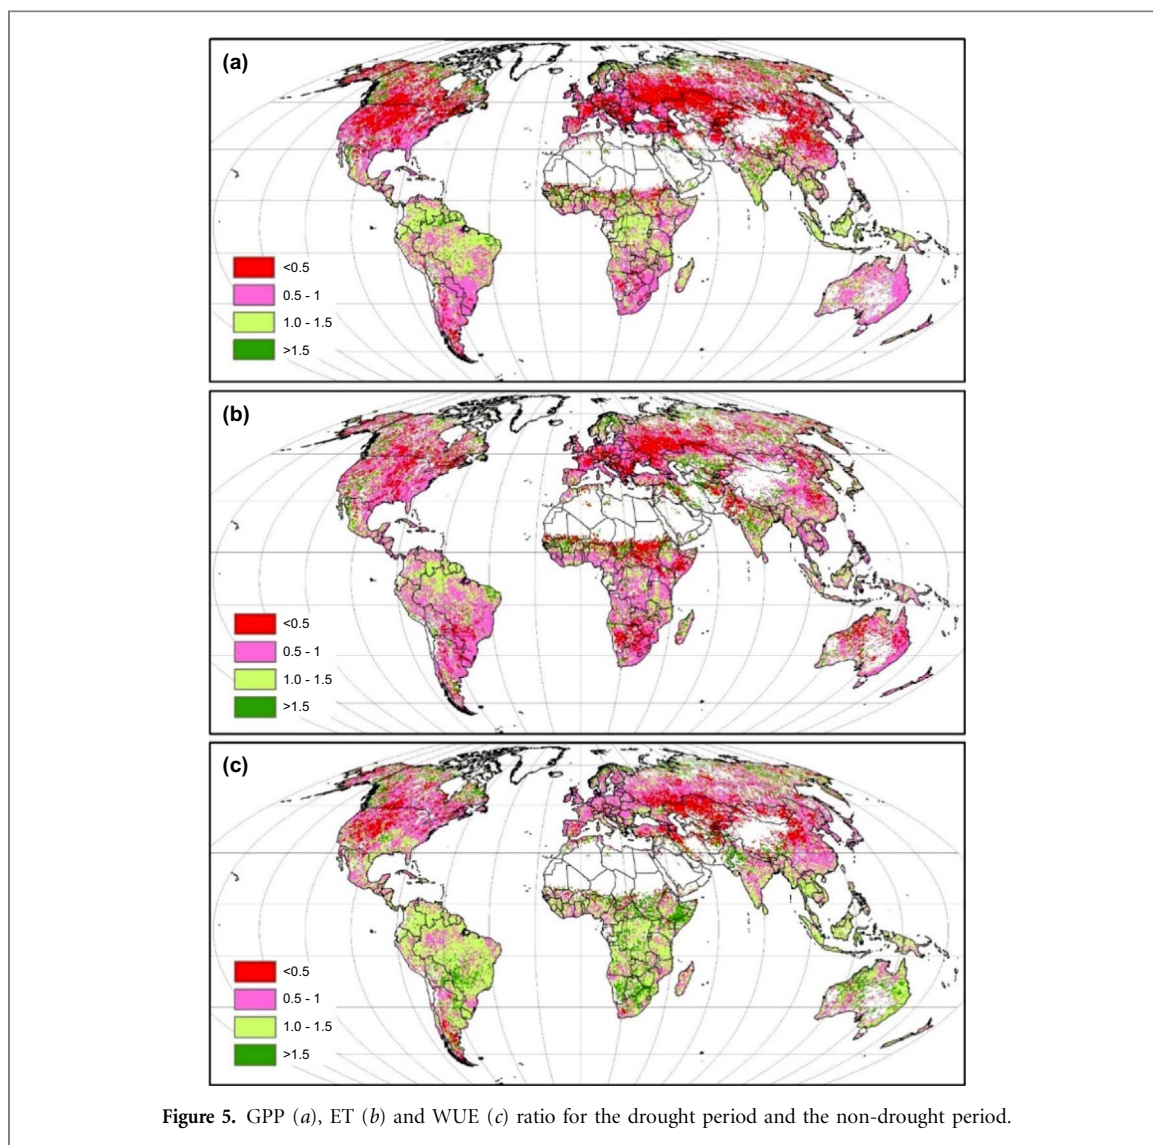 (a)
<0.5
0.5 - 1
1.0 - 1.5
>1.5
(b)
<0.5
0.5 - 1
1.0 - 1.5
>1.5
(c)
<0.5
0.5 - 1
1.0 - 1.5
>1.5
Figure 5. GPP (a), ET (b) and WUE (c) ratio for the drought period and the non-drought period.